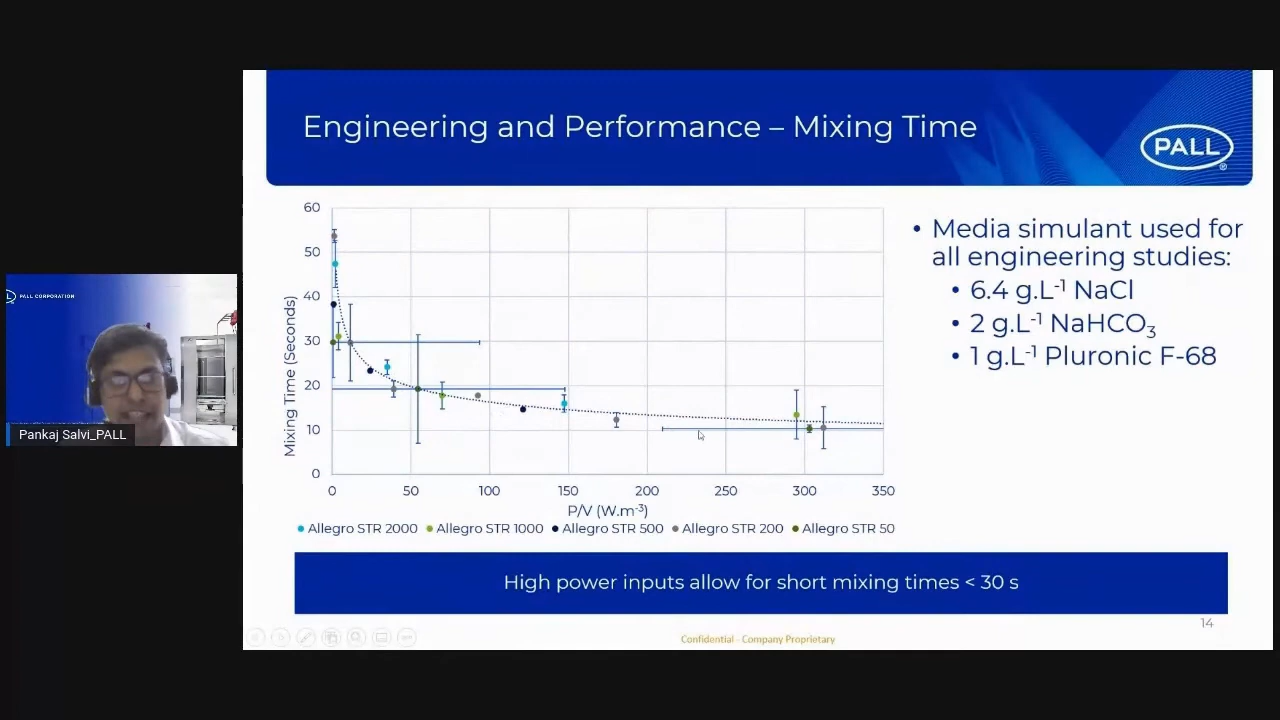 Engineering and Performance – Mixing Time
PALL
®
60
50
40
30
20
10
0
Mixing Time (Seconds)
0 50 100 150 200 250 300 350
P/V (W.m⁻³)
Allegro STR 2000 Allegro STR 1000 Allegro STR 500 Allegro STR 200 Allegro STR 50
• Media simulant used for
all engineering studies:
• 6.4 g.L⁻¹ NaCl
• 2 g.L⁻¹ NaHCO₃
• 1 g.L⁻¹ Pluronic F-68
High power inputs allow for short mixing times < 30 s
14
Confidential - Company Proprietary
PALL CORPORATION
Pankaj Salvi_PALL